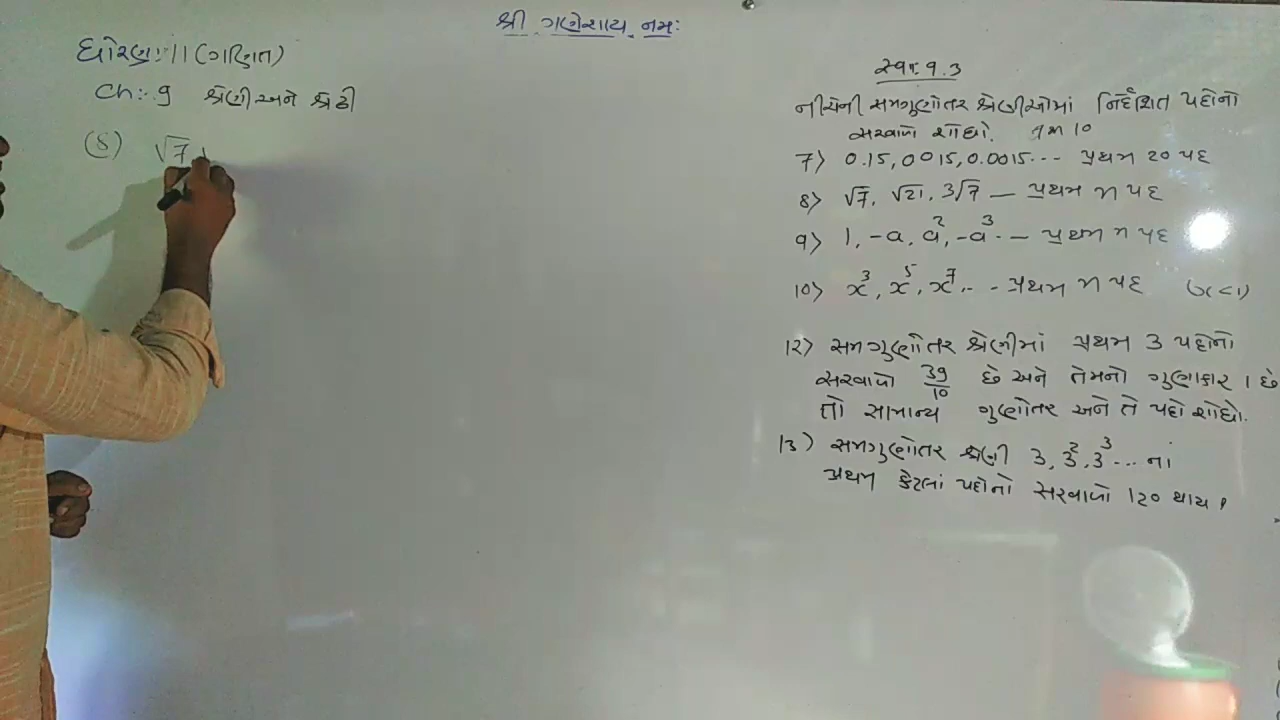 શ્રી ગણેશાય નમઃ
ધોરણઃ 11 (ગણિત)
Ch:- 9 શ્રેણી અને શ્રેઢી
(8) √7,
સ્વા. 9.3
નીચેની સમગુણોત્તર શ્રેણીઓમાં નિર્દેશિત પદોનો
સરવાળો શોધો. 7 થી 10
7) 0.15, 0.015, 0.0015... પ્રથમ 20 પદ
8) √7, √21, 3√7 — પ્રથમ n પદ
9) 1, -a, a², -a³ - — પ્રથમ n પદ
10) x³, x⁵, x⁷, - - પ્રથમ n પદ
12) સમગુણોતર શ્રેણીમાં પ્રથમ 3 પદોનો
સરવાળો 39/10 છે અને તેમનો ગુણાકાર 1 છે
તો સામાન્ય ગુણોતર અને તે પદો શોધો.
13) સમગુણોતર શ્રેણી 3, 3², 3³ ... નાં
પ્રથમ કેટલાં પદોનો સરવાળો 120 થાય ?